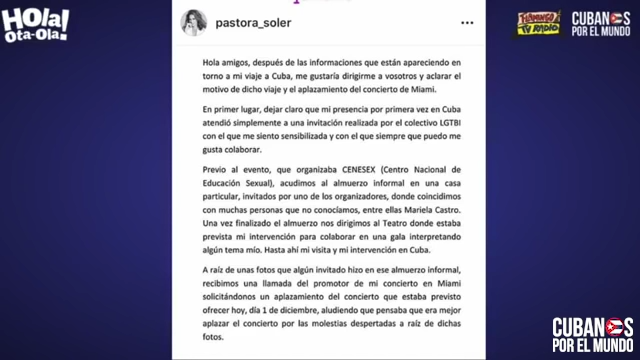 Hola!
Ota-Ola!
pastora_soler
FLAMINGO
TV RADIO
CUBANOS
POR EL MUNDO
Hola amigos, después de las informaciones que están apareciendo en
torno a mi viaje a Cuba, me gustaría dirigirme a vosotros y aclarar el
motivo de dicho viaje y el aplazamiento del concierto de Miami.
En primer lugar, dejar claro que mi presencia por primera vez en Cuba
atendió simplemente a una invitación realizada por el colectivo LGTBI
con el que me siento sensibilizada y con el que siempre que puedo me
gusta colaborar.
Previo al evento, que organizaba CENESEX (Centro Nacional de
Educación Sexual), acudimos al almuerzo informal en una casa
particular, invitados por uno de los organizadores, donde coincidimos
con muchas personas que no conocíamos, entre ellas Mariela Castro.
Una vez finalizado el almuerzo nos dirigimos al Teatro donde estaba
prevista mi intervención para colaborar en una gala interpretando
algún tema mío. Hasta ahí mi visita y mi intervención en Cuba.
A raíz de unas fotos que algún invitado hizo en ese almuerzo informal,
recibimos una llamada del promotor de mi concierto en Miami
solicitándonos un aplazamiento del concierto que estaba previsto
ofrecer hoy, día 1 de diciembre, aludiendo que pensaba que era mejor
aplazar el concierto por las molestias despertadas a raíz de dichas
fotos.
CUBANOS
POR EL MUNDO